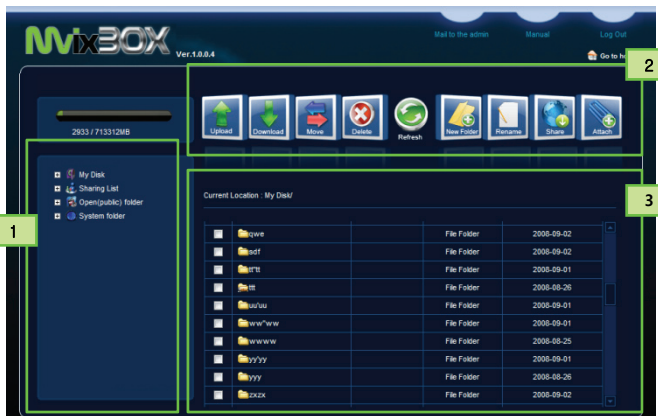 MvixBOX Ver.1.0.0.4
Mail to the admin Manual Log Out
Go to
2
2933 / 713312MB
Upload Download Move Delete Refresh New Folder Rename Share Attach
1
My Disk
Sharing List
Open(public) folder
System folder
3
Current Location : My Disk/
qwe File Folder 2008-09-02
sdf File Folder 2008-09-02
tt'tt File Folder 2008-09-01
ttt File Folder 2008-08-26
uu'uu File Folder 2008-09-01
ww"ww File Folder 2008-09-01
wwww File Folder 2008-08-25
yy'yy File Folder 2008-09-01
yyy File Folder 2008-08-26
zxzx File Folder 2008-09-02